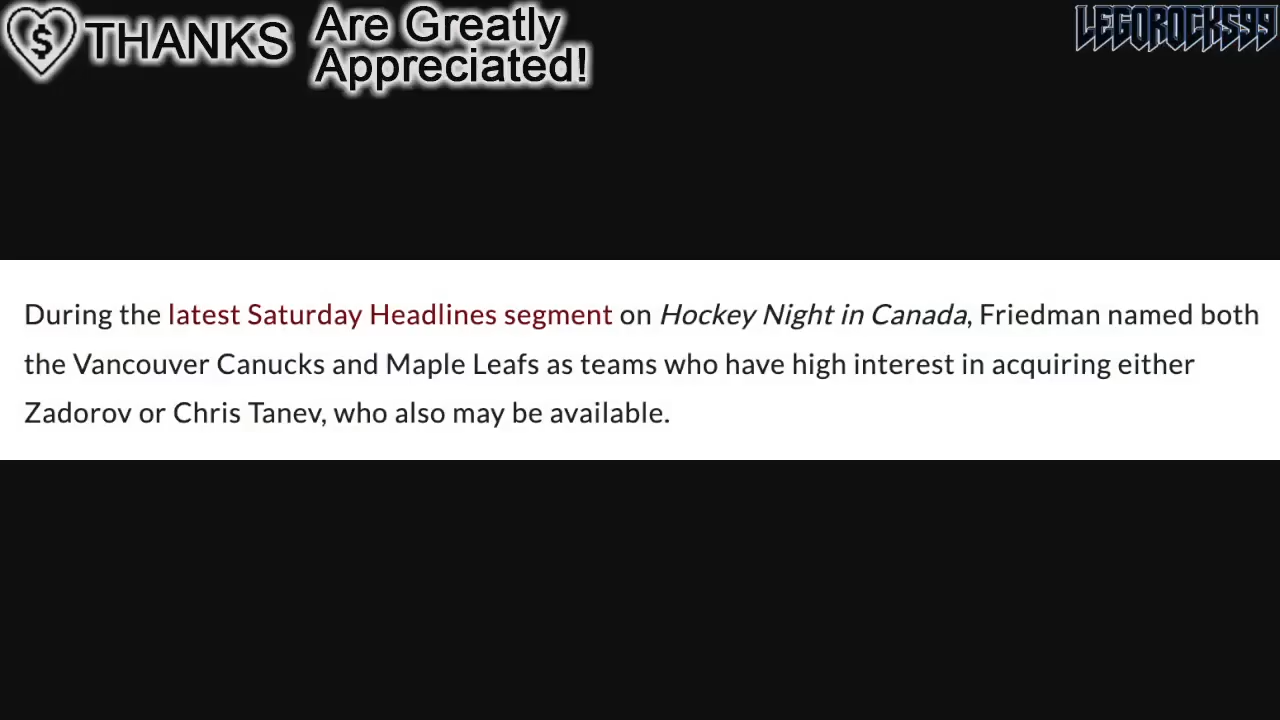 THANKS Are Greatly
Appreciated!
LEGOROCKS99
During the latest Saturday Headlines segment on Hockey Night in Canada, Friedman named both
the Vancouver Canucks and Maple Leafs as teams who have high interest in acquiring either
Zadorov or Chris Tanev, who also may be available.